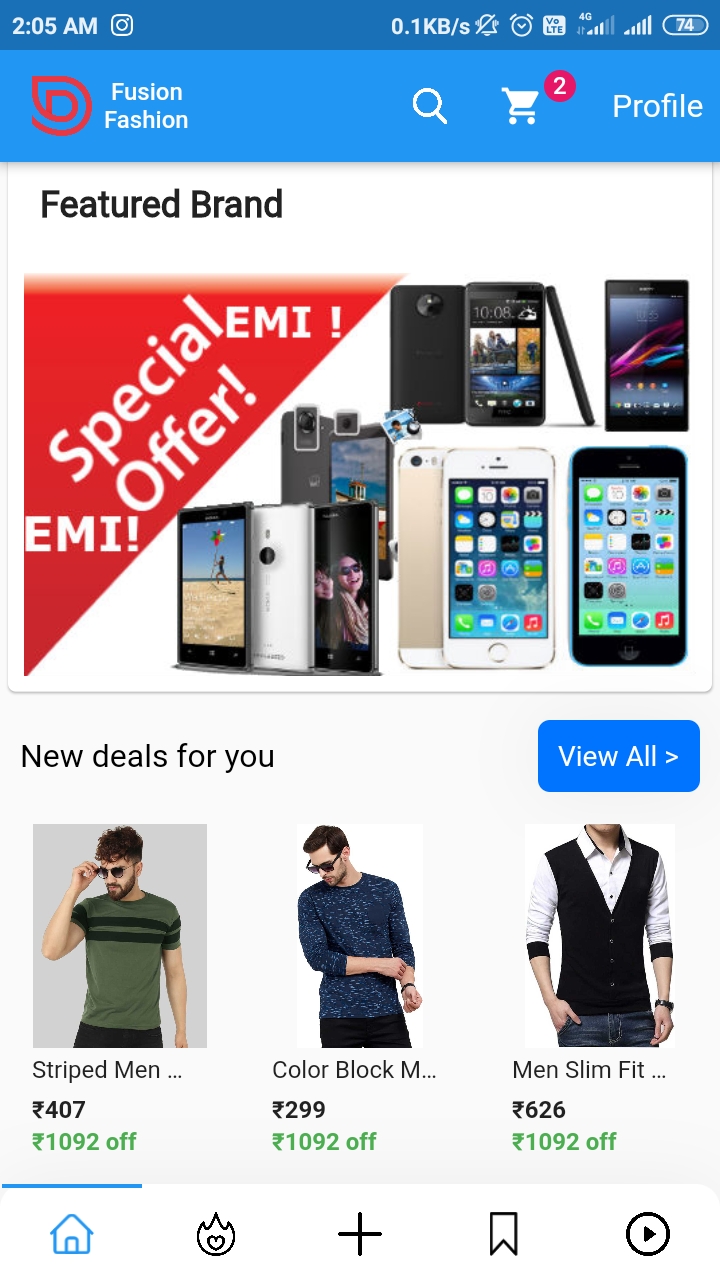 2:05 AM
0.1KB/s
Vo
LTE
4G
74
Fusion
Fashion
2
Profile
Featured Brand
Special
Offer!
EMI !
EMI!
10:08
New deals for you
View All >
Striped Men ...
Color Block M...
Men Slim Fit ...
₹407
₹299
₹626
₹1092 off
₹1092 off
₹1092 off